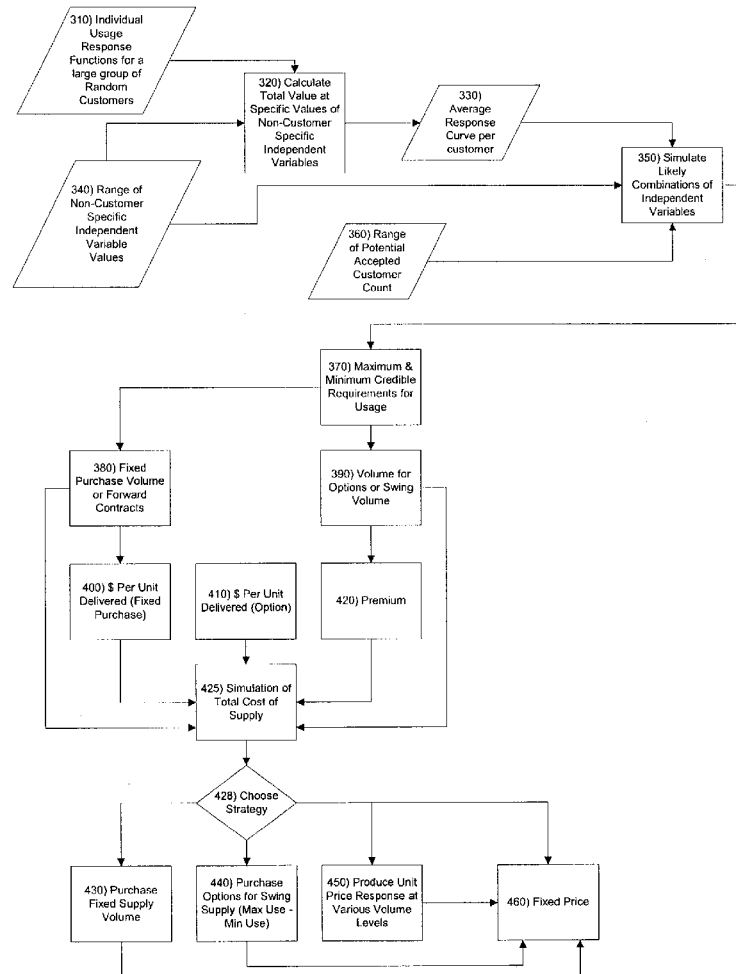 310) Individual
Usage
Response
Functions for a
large group of
Random
Customers
320) Calculate
Total Value at
Specific Values of
Non-Customer
Specific
Independent
Variables
330)
Average
Response
Curve per
customer
340) Range of
Non-Customer
Specific
Independent
Variable
Values
350) Simulate
Likely
Combinations of
Independent
Variables
360) Range
of Potential
Accepted
Customer
Count
370) Maximum &
Minimum Credible
Requirements for
Usage
380) Fixed
Purchase Volume
or Forward
Contracts
390) Volume for
Options or Swing
Volume
400) $ Per Unit
Delivered (Fixed
Purchase)
410) $ Per Unit
Delivered (Option)
420) Premium
425) Simulation of
Total Cost of
Supply
428) Choose
Strategy
430) Purchase
Fixed Supply
Volume
440) Purchase
Options for Swing
Supply (Max Use -
Min Use)
450) Produce Unit
Price Response at
Various Volume
Levels
460) Fixed Price